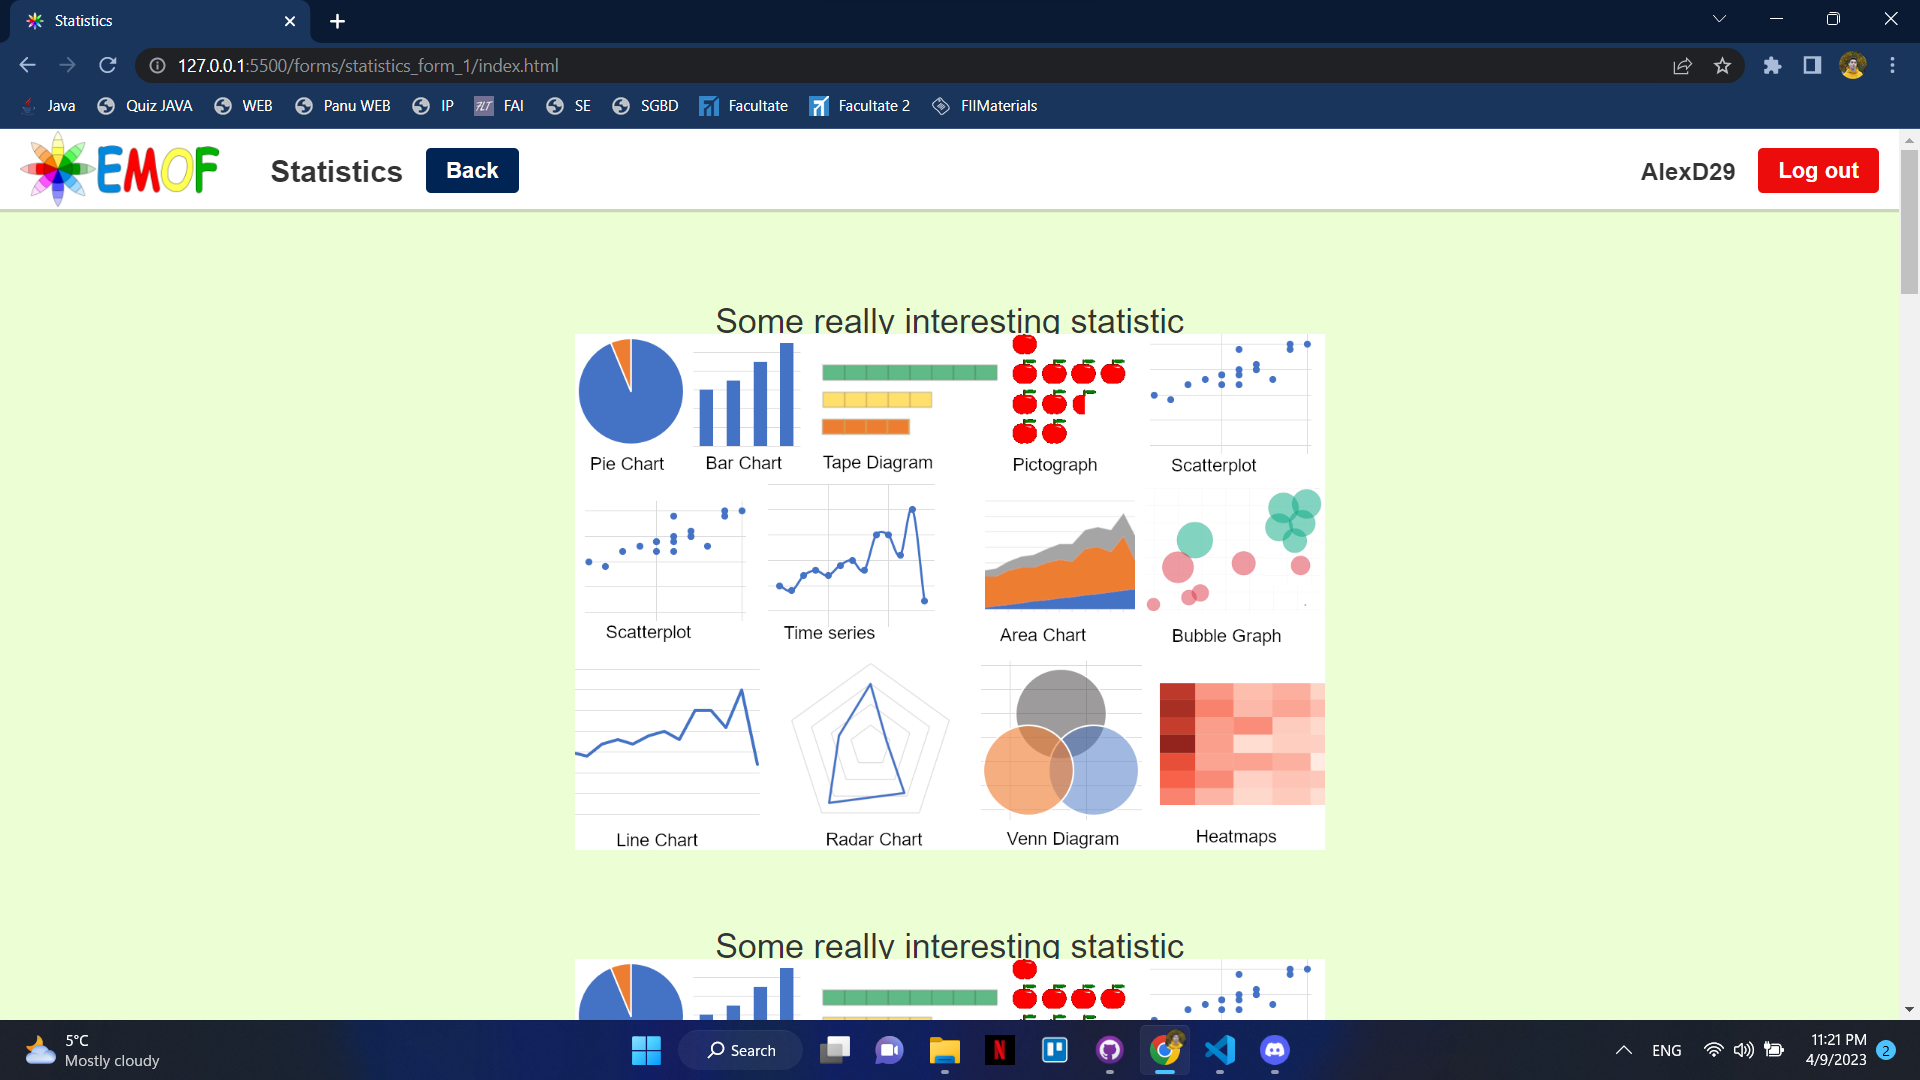 Statistics
127.0.0.1:5500/forms/statistics_form_1/index.html
Java Quiz JAVA WEB Panu WEB IP FAI SE SGBD Facultate Facultate 2 FIIMaterials
EMOF Statistics Back AlexD29 Log out
Some really interesting statistic
Pie Chart Bar Chart Tape Diagram Pictograph Scatterplot
Scatterplot Time series Area Chart Bubble Graph
Line Chart Radar Chart Venn Diagram Heatmaps
Some really interesting statistic
5°C
Mostly cloudy
Search
ENG
11:21 PM
4/9/2023
2